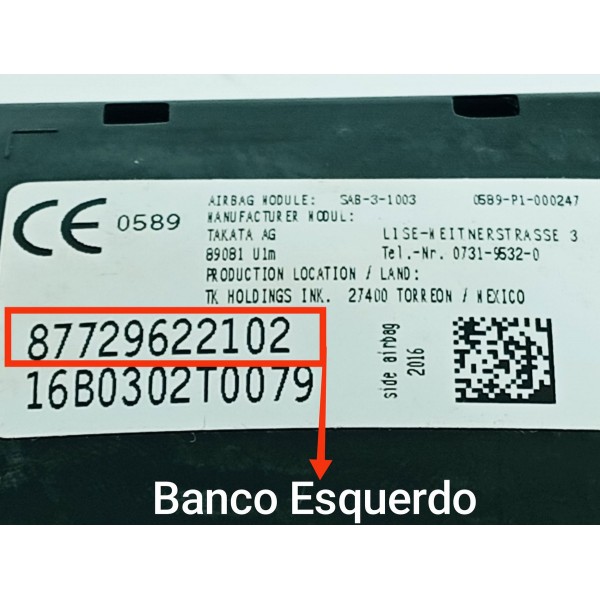 CE 0589
AIRBAG MODULE: SAB-3-1003 0589-P1-000247
MANUFACTURER MODUL:
TAKATA AG LISE-MEITNERSTRASSE 3
89081 Ulm Tel.-Nr. 0731-9532-0
PRODUCTION LOCATION / LAND:
TK HOLDINGS INK. 27400 TORREON / MEXICO
87729622102
16B0302T0079
side airbag
2016
Banco Esquerdo